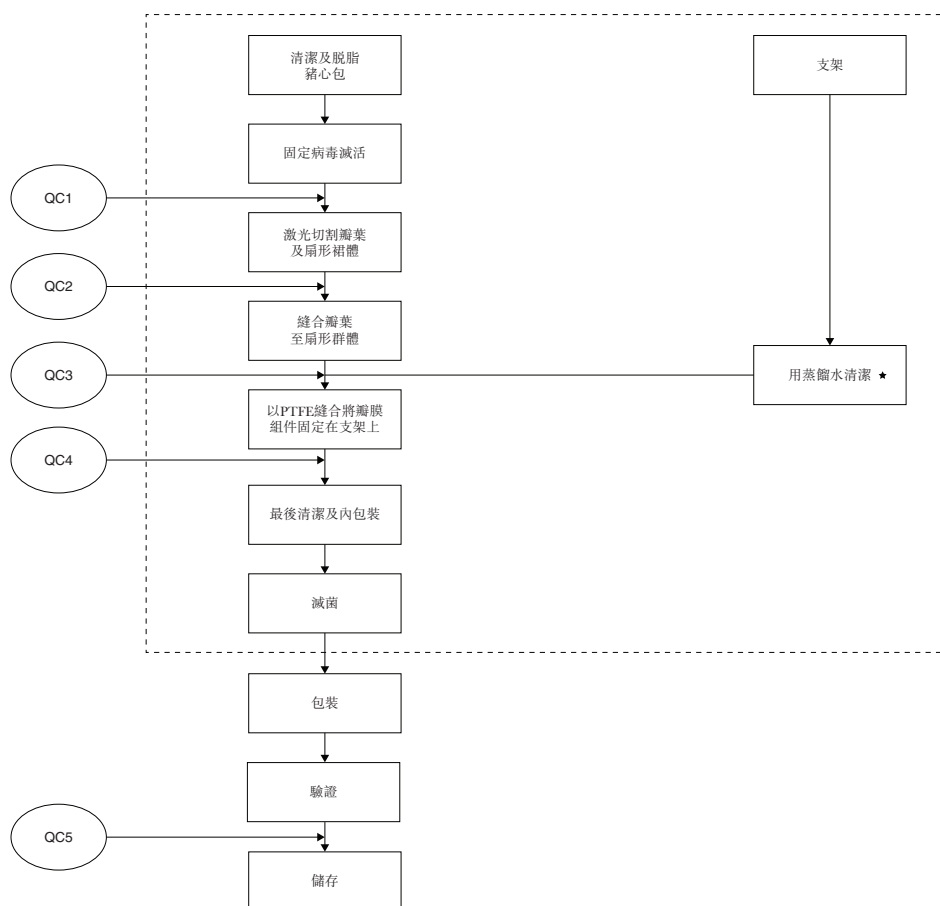 清潔及脫脂
豬心包
支架
固定病毒滅活
QC1
激光切割瓣葉
及扇形裙體
QC2
縫合瓣葉
至扇形群體
QC3
用蒸餾水清潔 ★
以PTFE縫合將瓣膜
組件固定在支架上
QC4
最後清潔及內包裝
滅菌
包裝
驗證
QC5
儲存